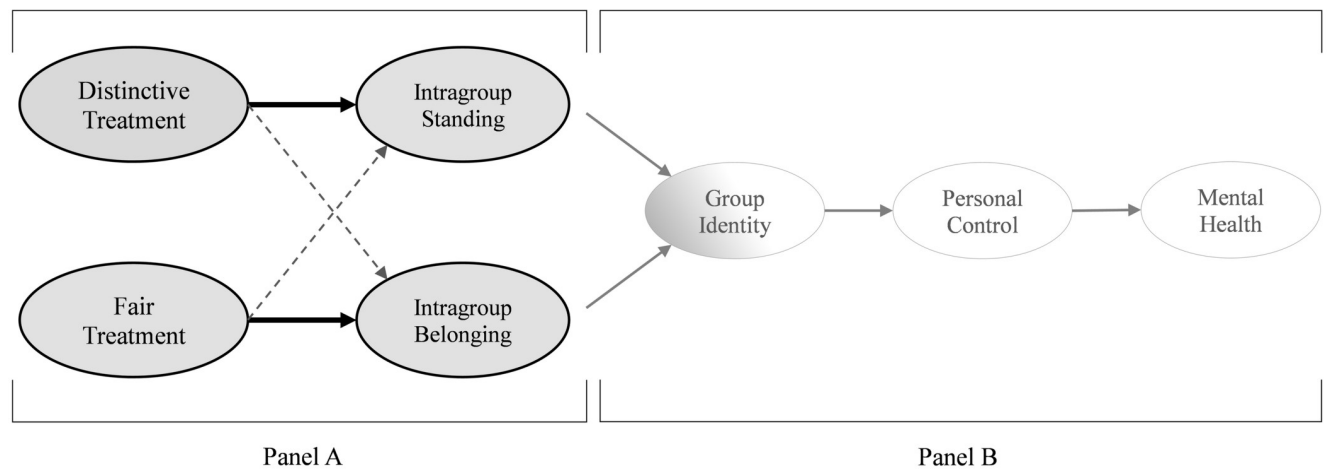 Distinctive
Treatment
Intragroup
Standing
Fair
Treatment
Intragroup
Belonging
Group
Identity
Personal
Control
Mental
Health
Panel A
Panel B